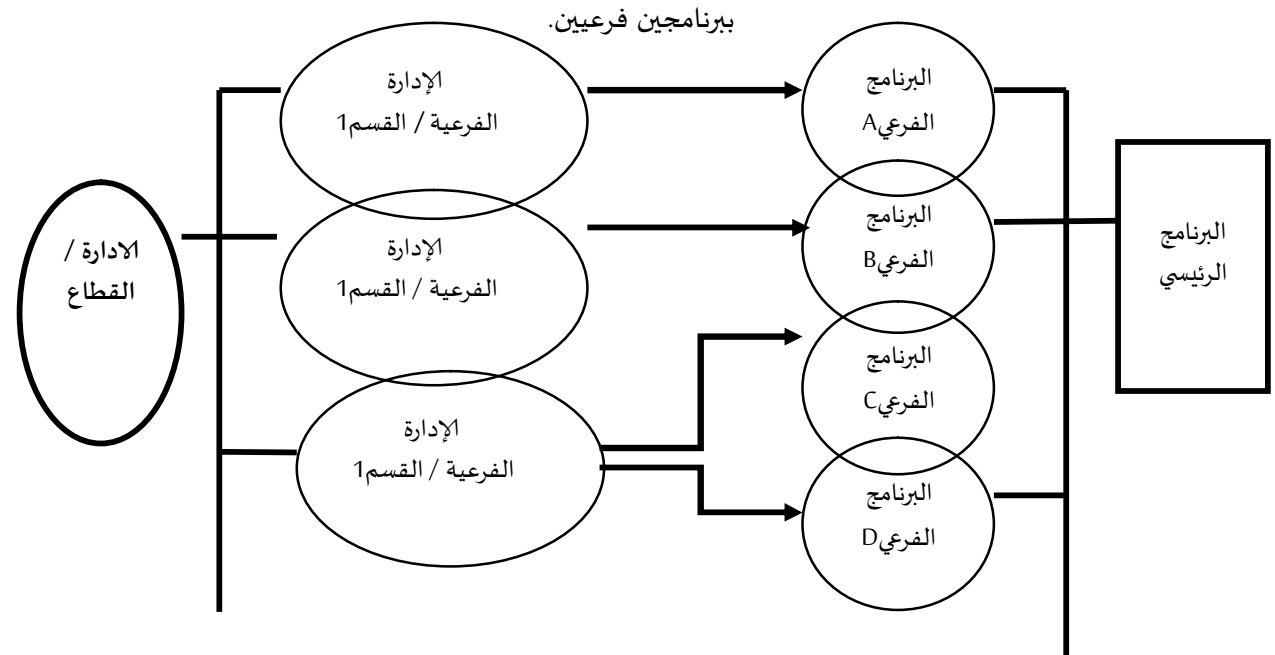 ببرنامجين فرعيين.
البرنامج
الرئيسي
البرنامج
الفرعيA
البرنامج
الفرعيB
البرنامج
الفرعيC
البرنامج
الفرعيD
الإدارة
الفرعية / القسم1
الإدارة
الفرعية / القسم1
الإدارة
الفرعية / القسم1
الادارة /
القطاع